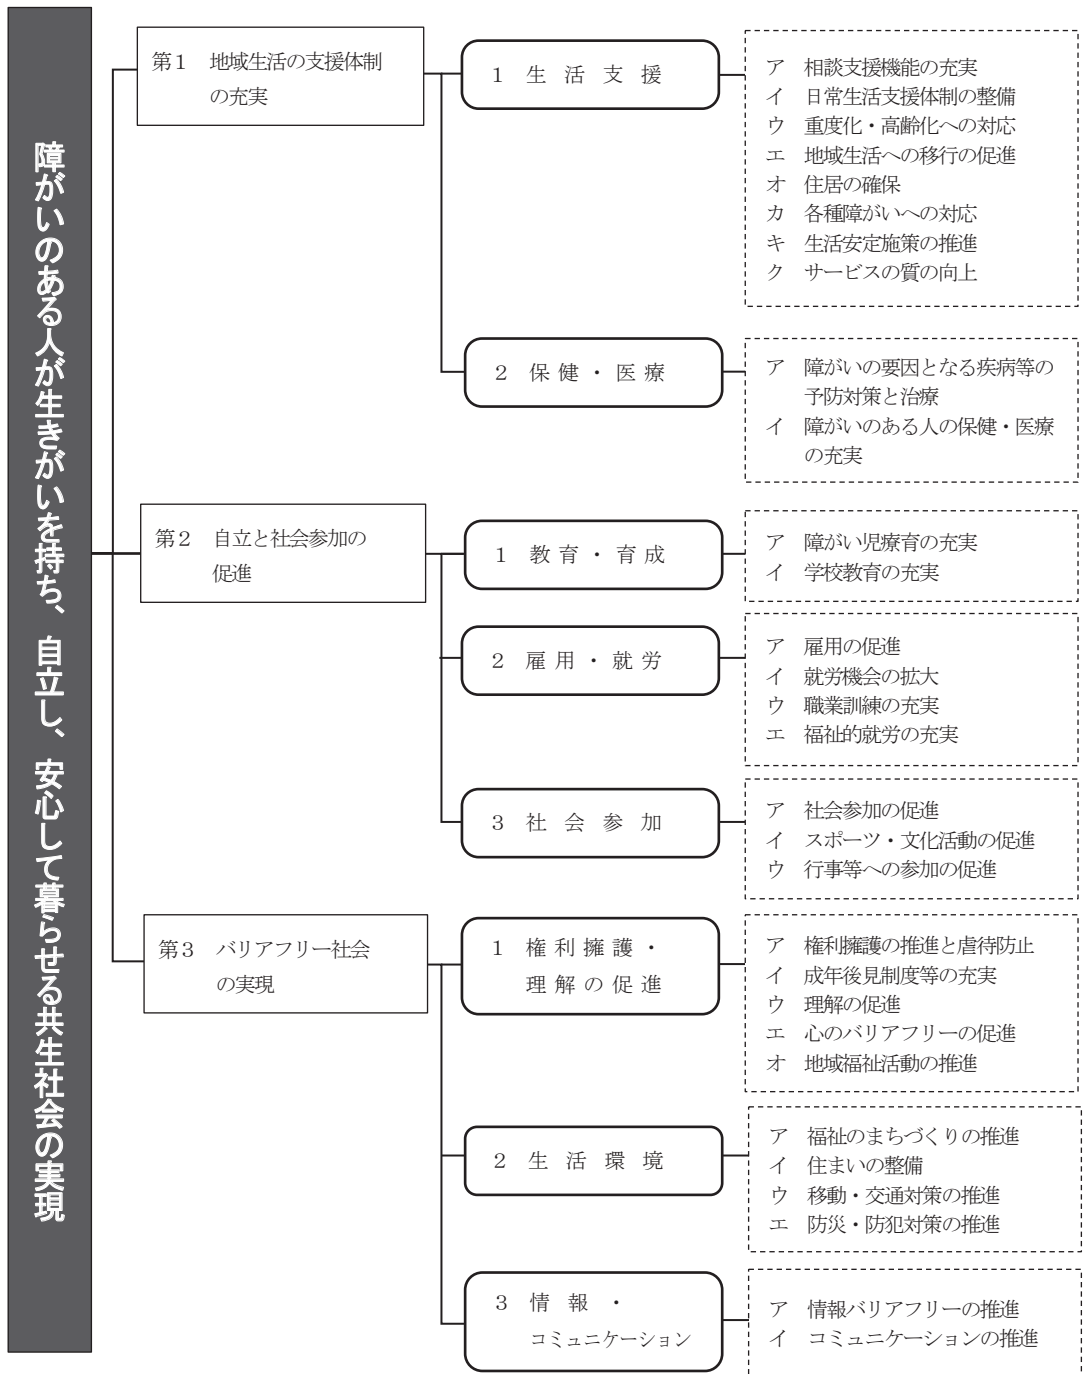 障がいのある人が生きがいを持ち、自立し、安心して暮らせる共生社会の実現
第1 地域生活の支援体制
の充実
1 生活支援
ア 相談支援機能の充実
イ 日常生活支援体制の整備
ウ 重度化・高齢化への対応
エ 地域生活への移行の促進
オ 住居の確保
カ 各種障がいへの対応
キ 生活安定施策の推進
ク サービスの質の向上
2 保健・医療
ア 障がいの要因となる疾病等の
予防対策と治療
イ 障がいのある人の保健・医療
の充実
第2 自立と社会参加の
促進
1 教育・育成
ア 障がい児療育の充実
イ 学校教育の充実
2 雇用・就労
ア 雇用の促進
イ 就労機会の拡大
ウ 職業訓練の充実
エ 福祉的就労の充実
3 社会参加
ア 社会参加の促進
イ スポーツ・文化活動の促進
ウ 行事等への参加の促進
第3 バリアフリー社会
の実現
1 権利擁護・
理解の促進
ア 権利擁護の推進と虐待防止
イ 成年後見制度等の充実
ウ 理解の促進
エ 心のバリアフリーの促進
オ 地域福祉活動の推進
2 生活環境
ア 福祉のまちづくりの推進
イ 住まいの整備
ウ 移動・交通対策の推進
エ 防災・防犯対策の推進
3 情報・
コミュニケーション
ア 情報バリアフリーの推進
イ コミュニケーションの推進